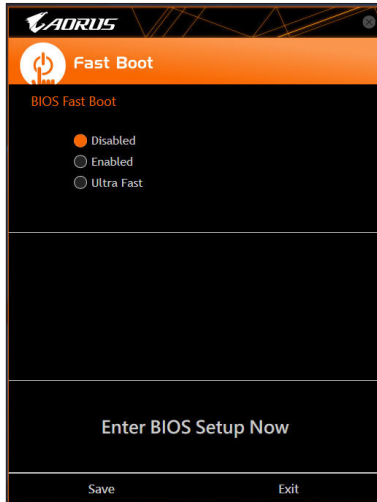 AORUS
Fast Boot
BIOS Fast Boot
Disabled
Enabled
Ultra Fast
Enter BIOS Setup Now
Save Exit